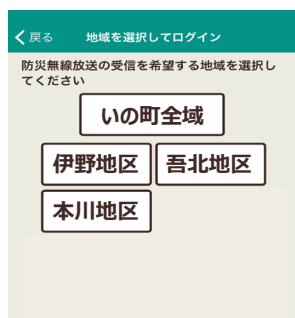 戻る 地域を選択してログイン
防災無線放送の受信を希望する地域を選択し
てください
いの町全域
伊野地区 吾北地区
本川地区